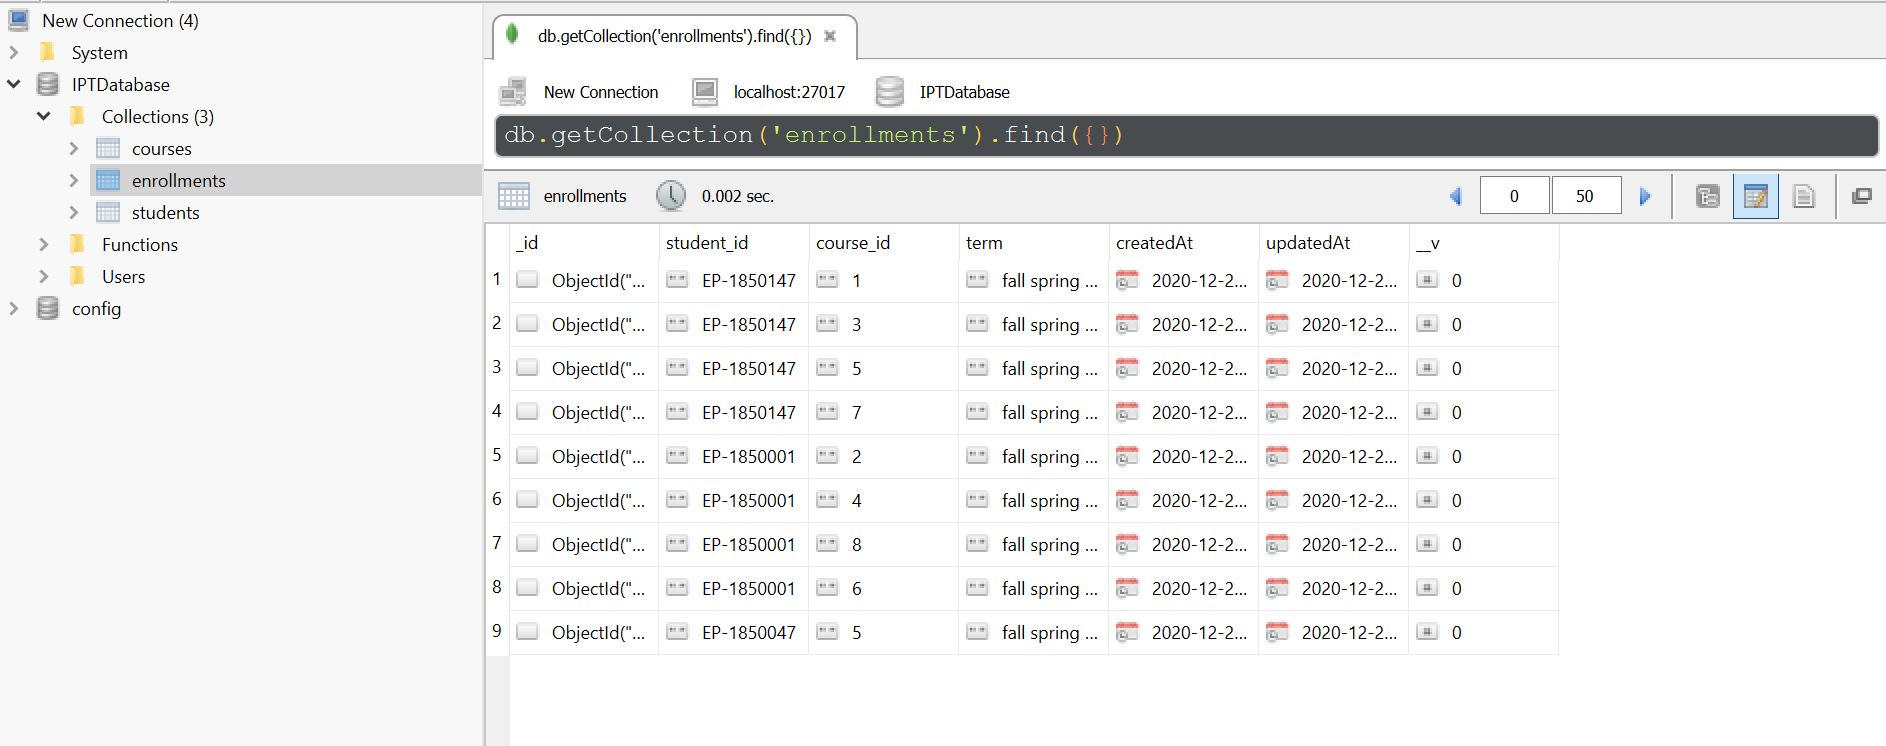 New Connection (4)
System
IPTDatabase
Collections (3)
courses
enrollments
students
Functions
Users
config
db.getCollection('enrollments').find({})
New Connection localhost:27017 IPTDatabase
db.getCollection('enrollments').find({})
enrollments 0.002 sec. 0 50
_id student_id course_id term createdAt updatedAt __v
1 ObjectId("... EP-1850147 1 fall spring ... 2020-12-2... 2020-12-2... 0
2 ObjectId("... EP-1850147 3 fall spring ... 2020-12-2... 2020-12-2... 0
3 ObjectId("... EP-1850147 5 fall spring ... 2020-12-2... 2020-12-2... 0
4 ObjectId("... EP-1850147 7 fall spring ... 2020-12-2... 2020-12-2... 0
5 ObjectId("... EP-1850001 2 fall spring ... 2020-12-2... 2020-12-2... 0
6 ObjectId("... EP-1850001 4 fall spring ... 2020-12-2... 2020-12-2... 0
7 ObjectId("... EP-1850001 8 fall spring ... 2020-12-2... 2020-12-2... 0
8 ObjectId("... EP-1850001 6 fall spring ... 2020-12-2... 2020-12-2... 0
9 ObjectId("... EP-1850047 5 fall spring ... 2020-12-2... 2020-12-2... 0